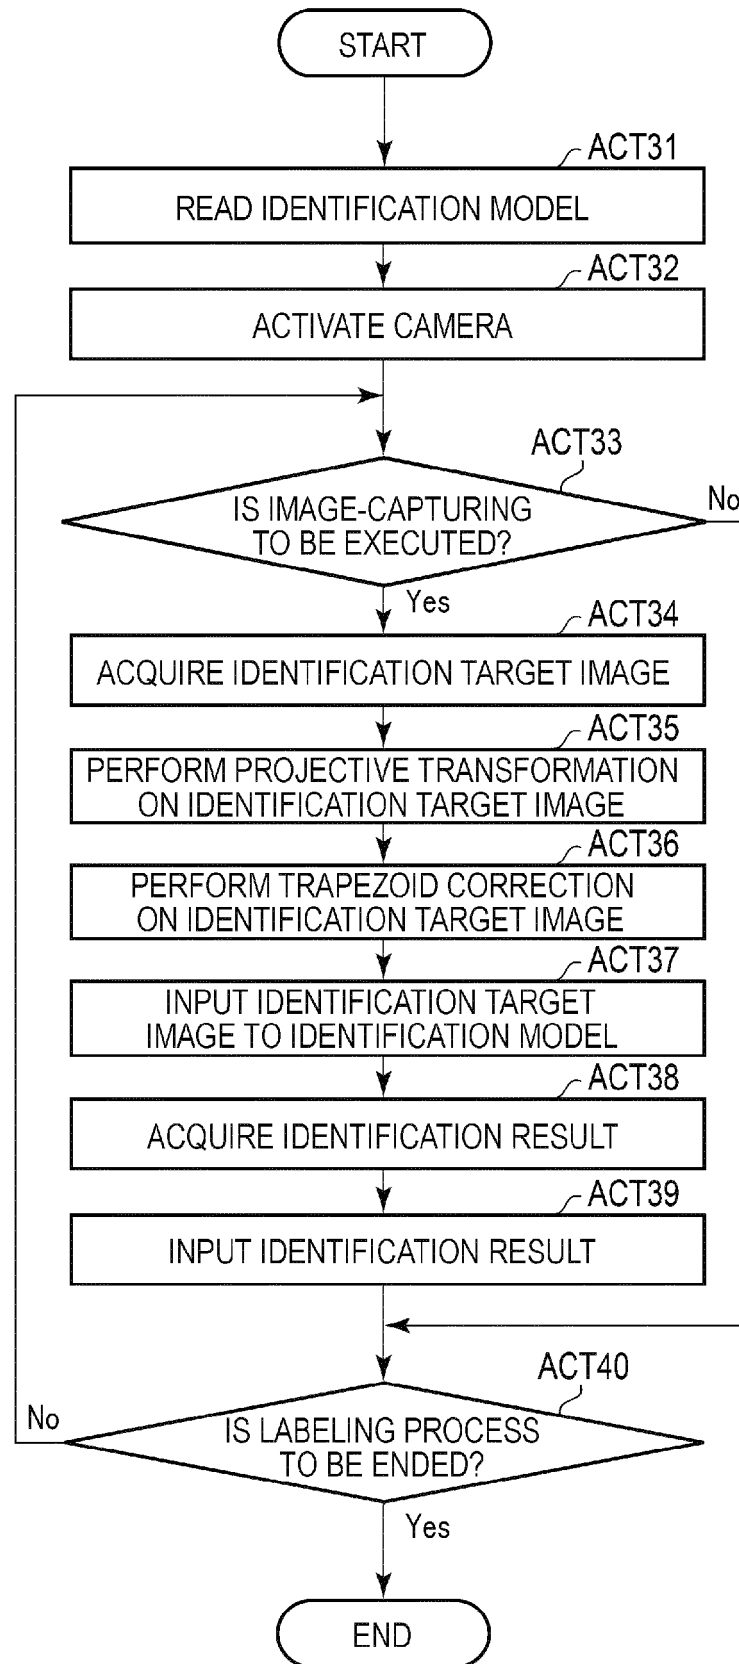 START
ACT31
READ IDENTIFICATION MODEL
ACT32
ACTIVATE CAMERA
ACT33
IS IMAGE-CAPTURING
TO BE EXECUTED?
No
Yes
ACT34
ACQUIRE IDENTIFICATION TARGET IMAGE
ACT35
PERFORM PROJECTIVE TRANSFORMATION
ON IDENTIFICATION TARGET IMAGE
ACT36
PERFORM TRAPEZOID CORRECTION
ON IDENTIFICATION TARGET IMAGE
ACT37
INPUT IDENTIFICATION TARGET
IMAGE TO IDENTIFICATION MODEL
ACT38
ACQUIRE IDENTIFICATION RESULT
ACT39
INPUT IDENTIFICATION RESULT
ACT40
No
IS LABELING PROCESS
TO BE ENDED?
Yes
END